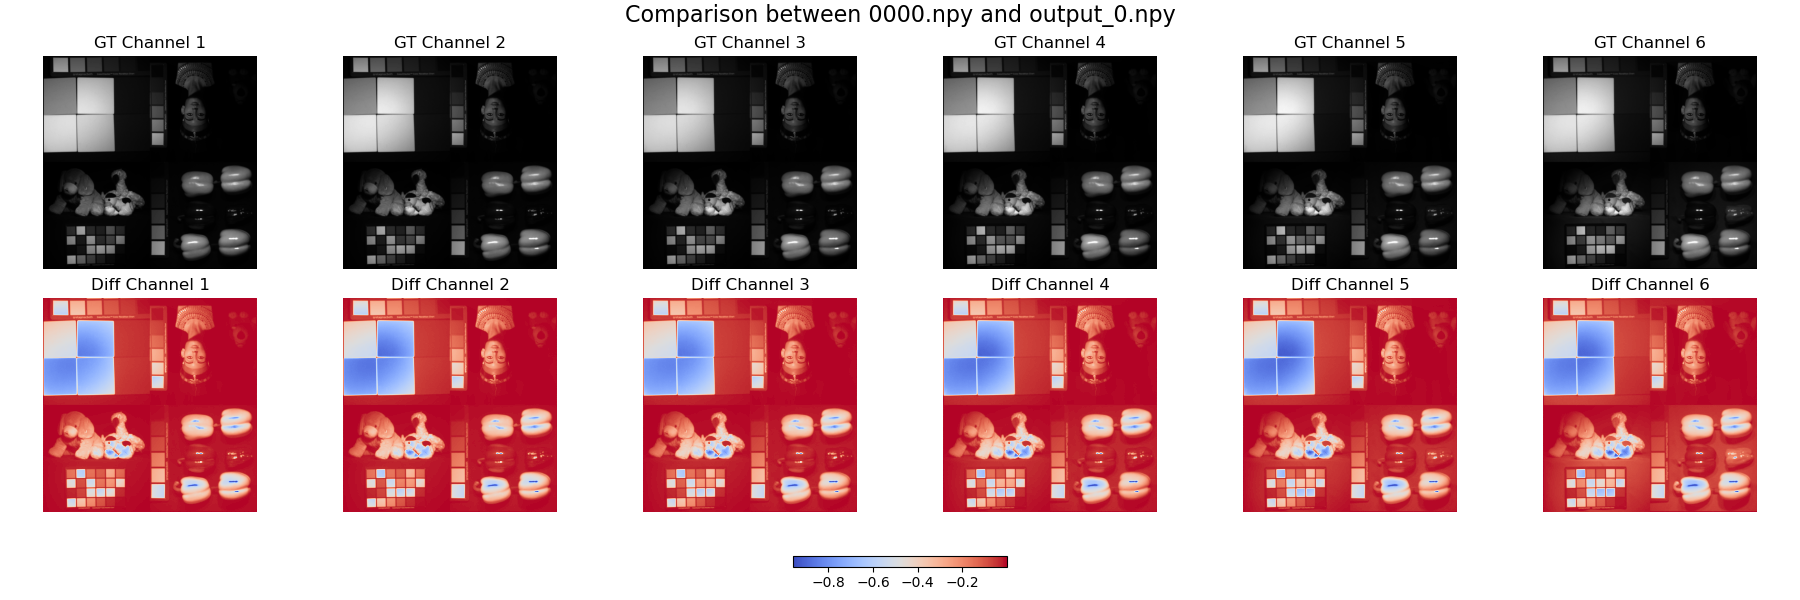 Comparison between 0000.npy and output_0.npy
GT Channel 1
GT Channel 2
GT Channel 3
GT Channel 4
GT Channel 5
GT Channel 6
Diff Channel 1
Diff Channel 2
Diff Channel 3
Diff Channel 4
Diff Channel 5
Diff Channel 6
−0.8 −0.6 −0.4 −0.2